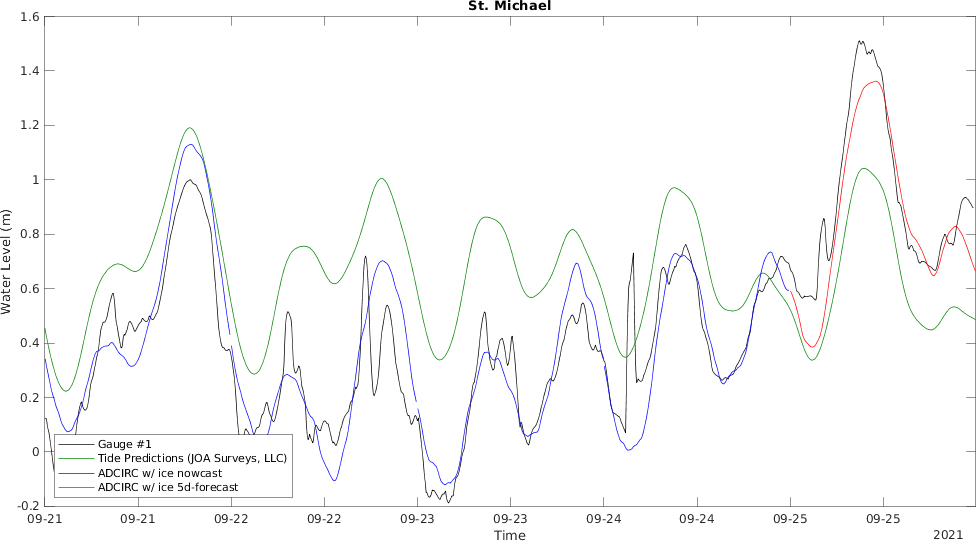 St. Michael
1.6
1.4
1.2
1
0.8
0.6
0.4
0.2
0
-0.2
Water Level (m)
Gauge #1
Tide Predictions (JOA Surveys, LLC)
ADCIRC w/ ice nowcast
ADCIRC w/ ice 5d-forecast
09-21 09-21 09-22 09-22 09-23 09-23 09-24 09-24 09-25 09-25
Time
2021